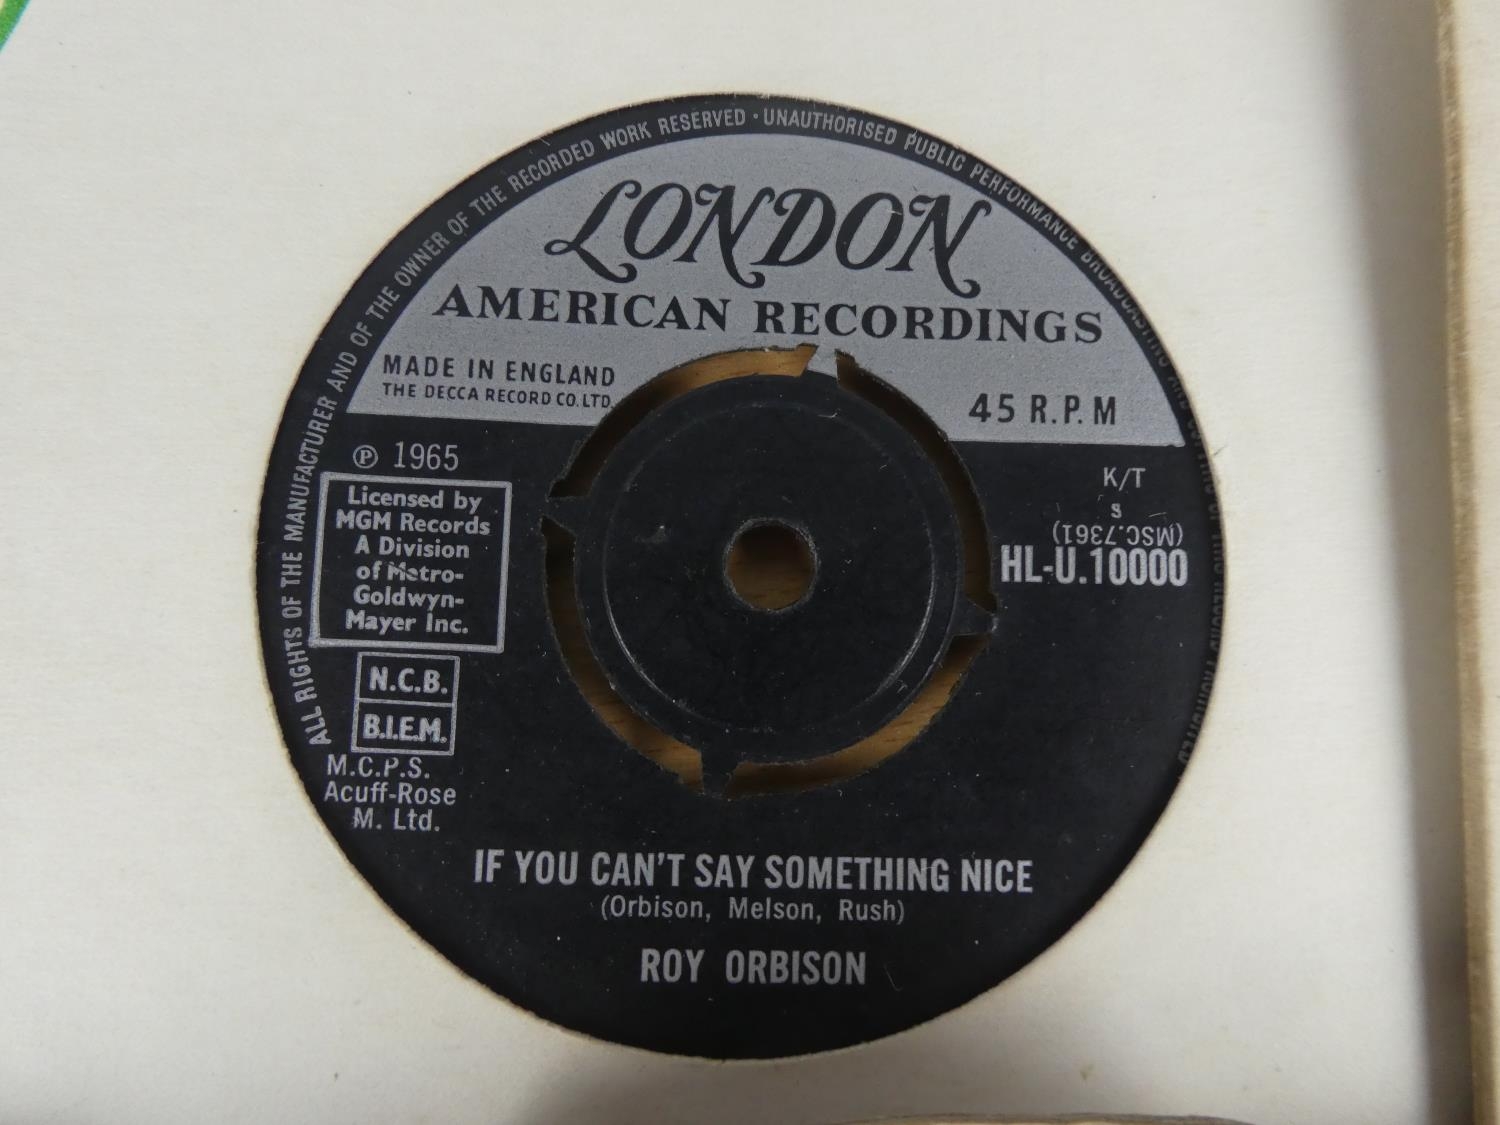 ALL RIGHTS OF THE MANUFACTURER AND OF THE OWNER OF THE RECORDED WORK RESERVED · UNAUTHORISED PUBLIC PERFORMANCE BROADCASTING AND
LONDON
AMERICAN RECORDINGS
MADE IN ENGLAND
THE DECCA RECORD CO. LTD.
45 R.P.M
℗ 1965
Licensed by
MGM Records
A Division
of Metro-
Goldwyn-
Mayer Inc.
N.C.B.
B.I.E.M.
M.C.P.S.
Acuff-Rose
M. Ltd.
K/T
s
(MSC.7361)
HL-U.10000
IF YOU CAN'T SAY SOMETHING NICE
(Orbison, Melson, Rush)
ROY ORBISON